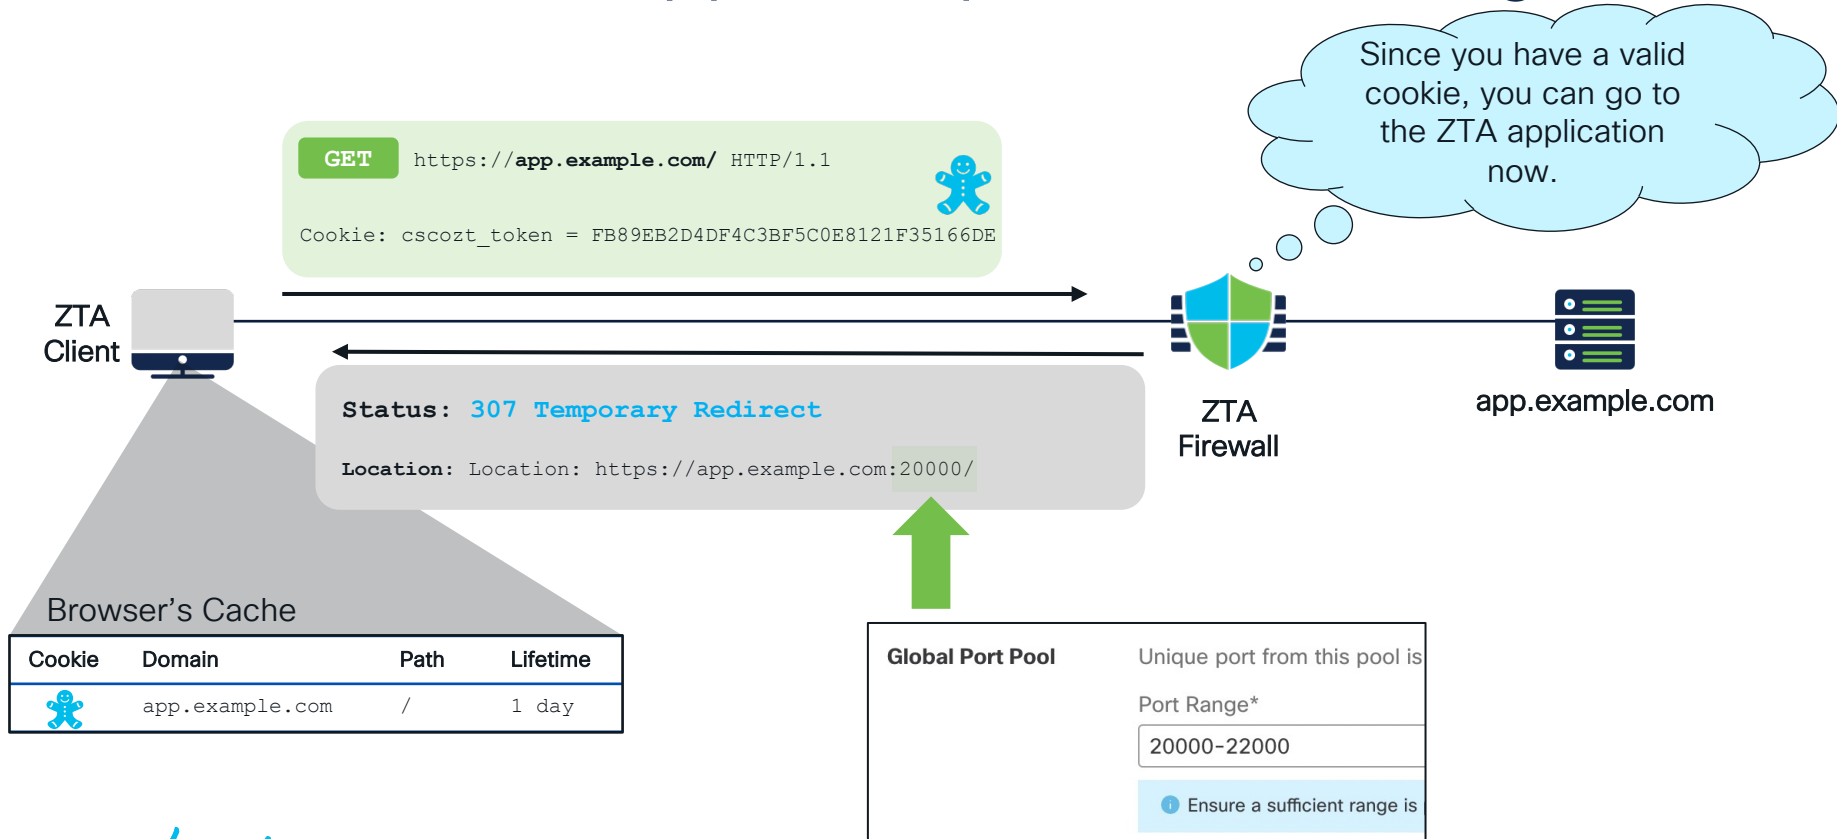 Since you have a valid
cookie, you can go to
the ZTA application
now.
GET https://app.example.com/ HTTP/1.1
Cookie: cscozt_token = FB89EB2D4DF4C3BF5C0E8121F35166DE
ZTA
Client
Status: 307 Temporary Redirect
Location: Location: https://app.example.com:20000/
ZTA
Firewall
app.example.com
Browser's Cache
Cookie Domain Path Lifetime
app.example.com / 1 day
Global Port Pool Unique port from this pool is
Port Range*
20000-22000
Ensure a sufficient range is